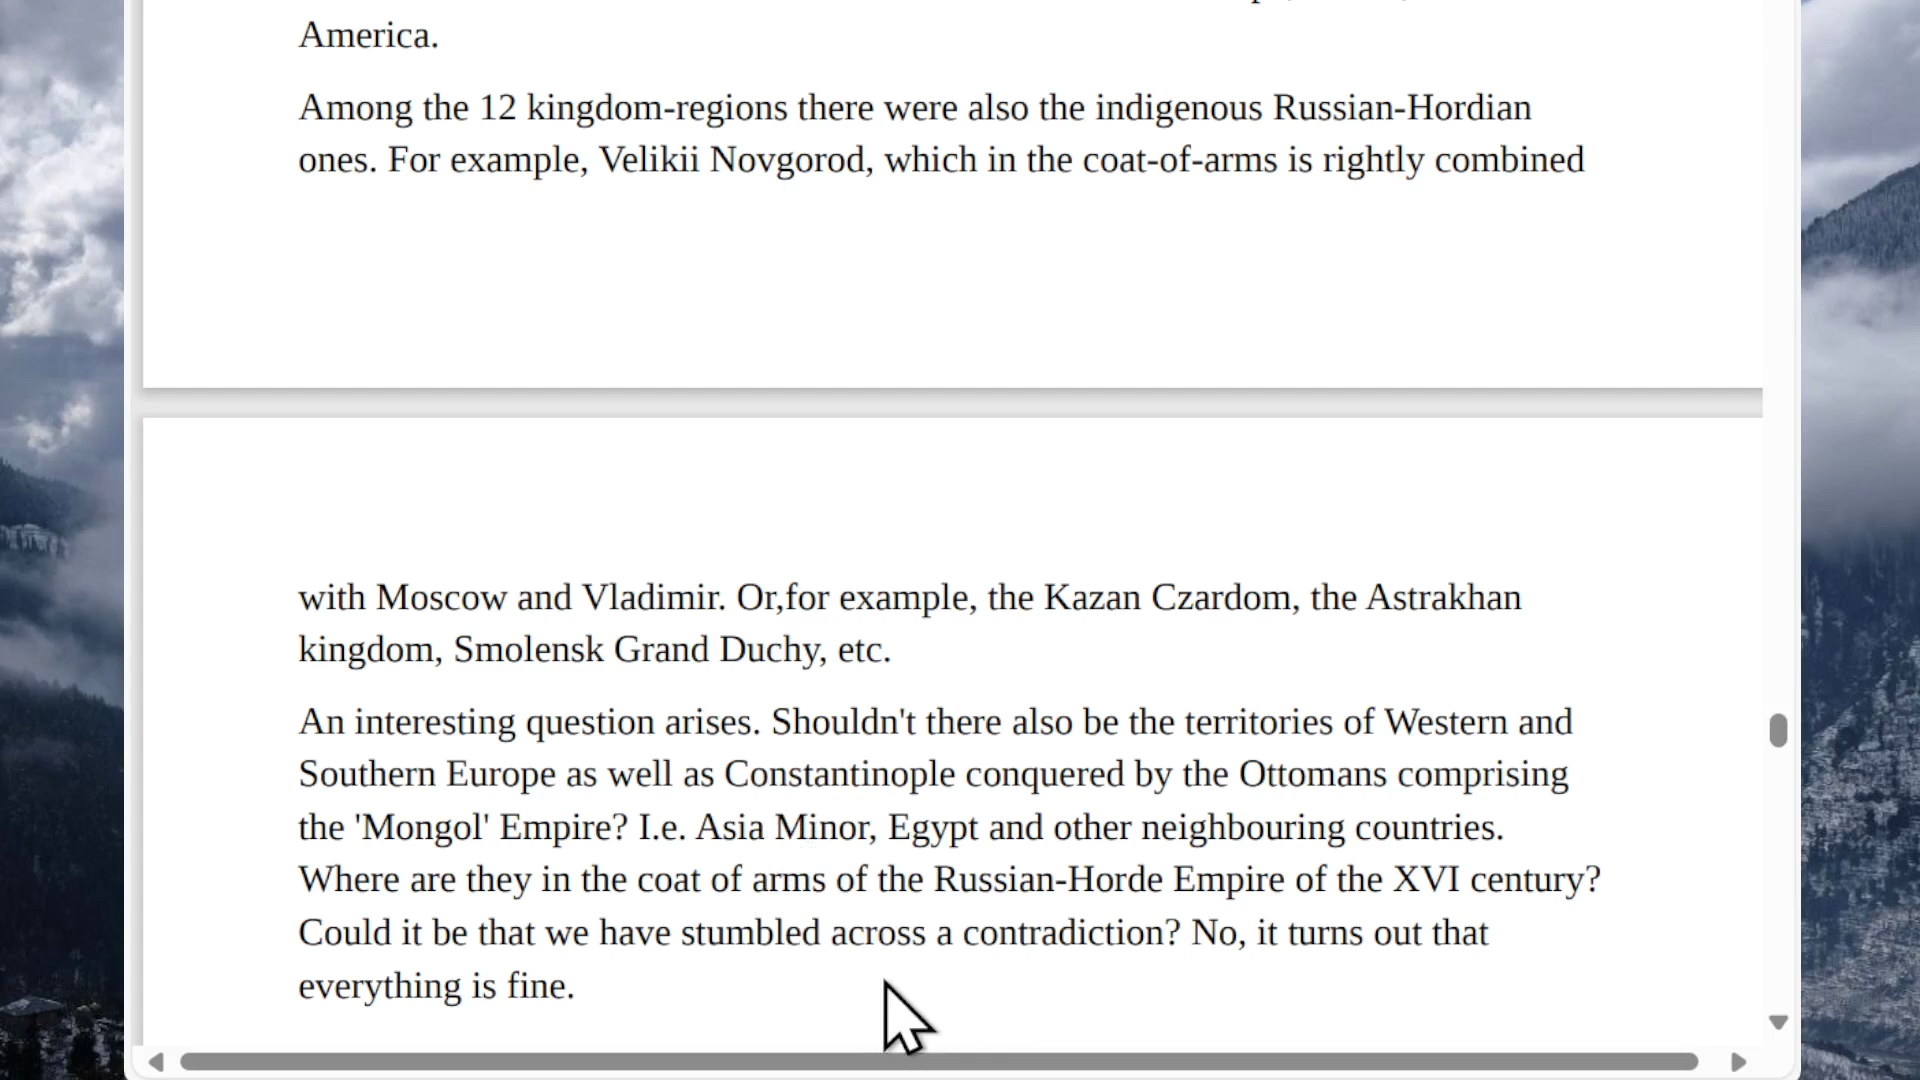 America.
Among the 12 kingdom-regions there were also the indigenous Russian-Hordian
ones. For example, Velikii Novgorod, which in the coat-of-arms is rightly combined
with Moscow and Vladimir. Or,for example, the Kazan Czardom, the Astrakhan
kingdom, Smolensk Grand Duchy, etc.
An interesting question arises. Shouldn't there also be the territories of Western and
Southern Europe as well as Constantinople conquered by the Ottomans comprising
the 'Mongol' Empire? I.e. Asia Minor, Egypt and other neighbouring countries.
Where are they in the coat of arms of the Russian-Horde Empire of the XVI century?
Could it be that we have stumbled across a contradiction? No, it turns out that
everything is fine.